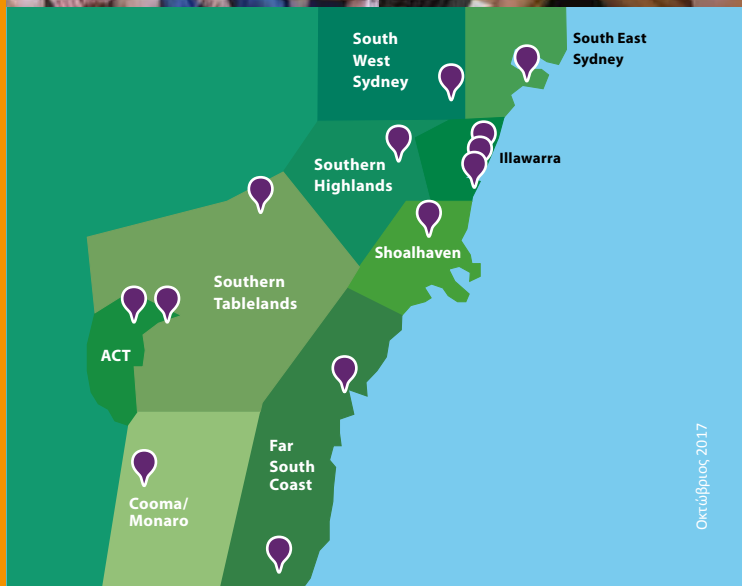 South
West
Sydney
South East
Sydney
Illawarra
Southern
Highlands
Shoalhaven
Southern
Tablelands
ACT
Far
South
Coast
Cooma/
Monaro
Οκτώβριος 2017